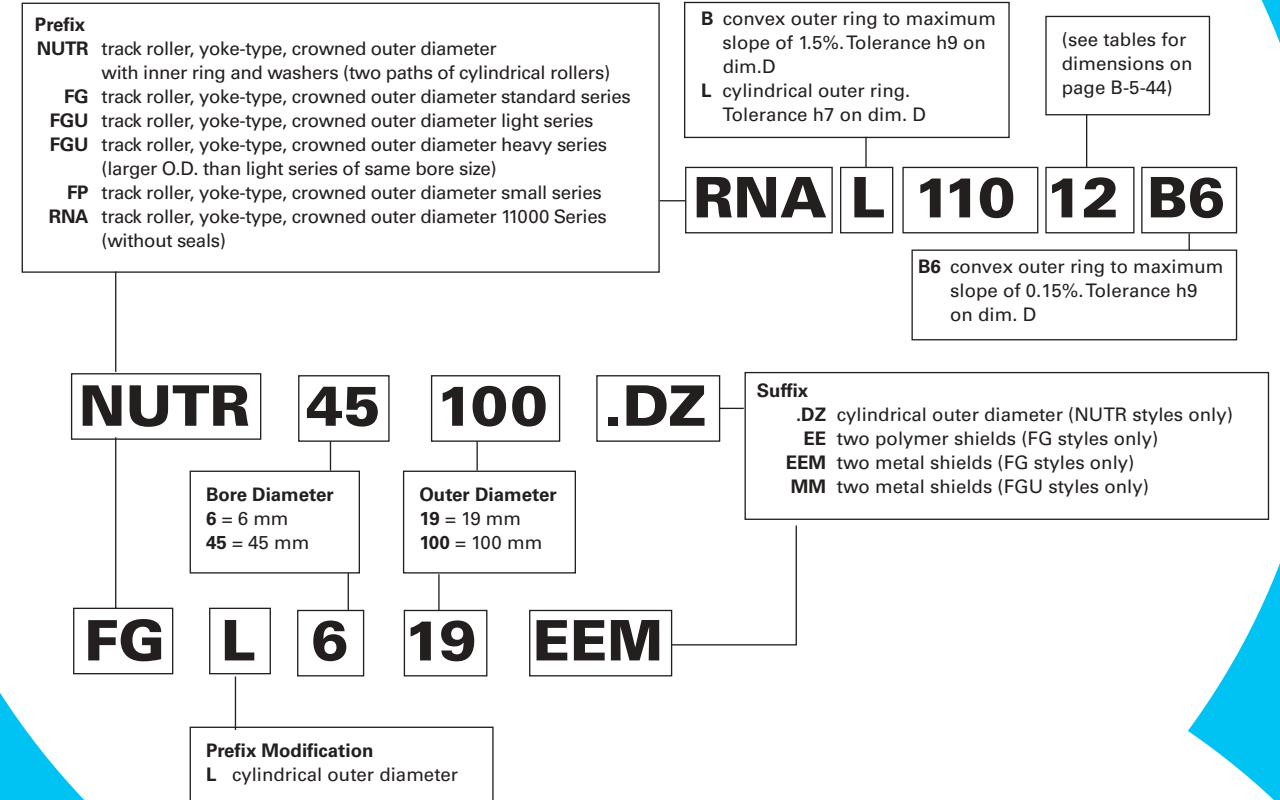 Prefix
NUTR track roller, yoke-type, crowned outer diameter
with inner ring and washers (two paths of cylindrical rollers)
FG track roller, yoke-type, crowned outer diameter standard series
FGU track roller, yoke-type, crowned outer diameter light series
FGU track roller, yoke-type, crowned outer diameter heavy series
(larger O.D. than light series of same bore size)
FP track roller, yoke-type, crowned outer diameter small series
RNA track roller, yoke-type, crowned outer diameter 11000 Series
(without seals)
B convex outer ring to maximum
slope of 1.5%. Tolerance h9 on
dim.D
L cylindrical outer ring.
Tolerance h7 on dim. D
(see tables for
dimensions on
page B-5-44)
RNA L 110 12 B6
B6 convex outer ring to maximum
slope of 0.15%. Tolerance h9
on dim. D
NUTR 45 100 .DZ
Suffix
.DZ cylindrical outer diameter (NUTR styles only)
EE two polymer shields (FG styles only)
EEM two metal shields (FG styles only)
MM two metal shields (FGU styles only)
Bore Diameter
6 = 6 mm
45 = 45 mm
Outer Diameter
19 = 19 mm
100 = 100 mm
FG L 6 19 EEM
Prefix Modification
L cylindrical outer diameter